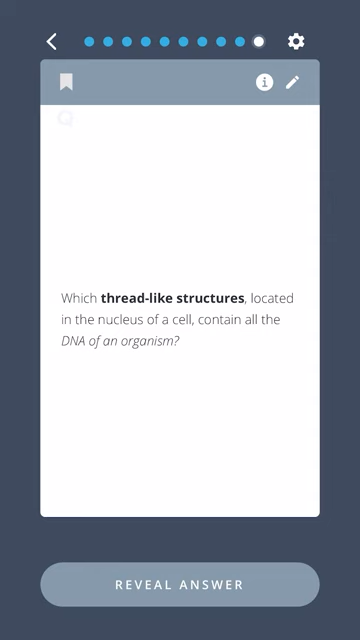 Which thread-like structures, located
in the nucleus of a cell, contain all the
DNA of an organism?
REVEAL ANSWER